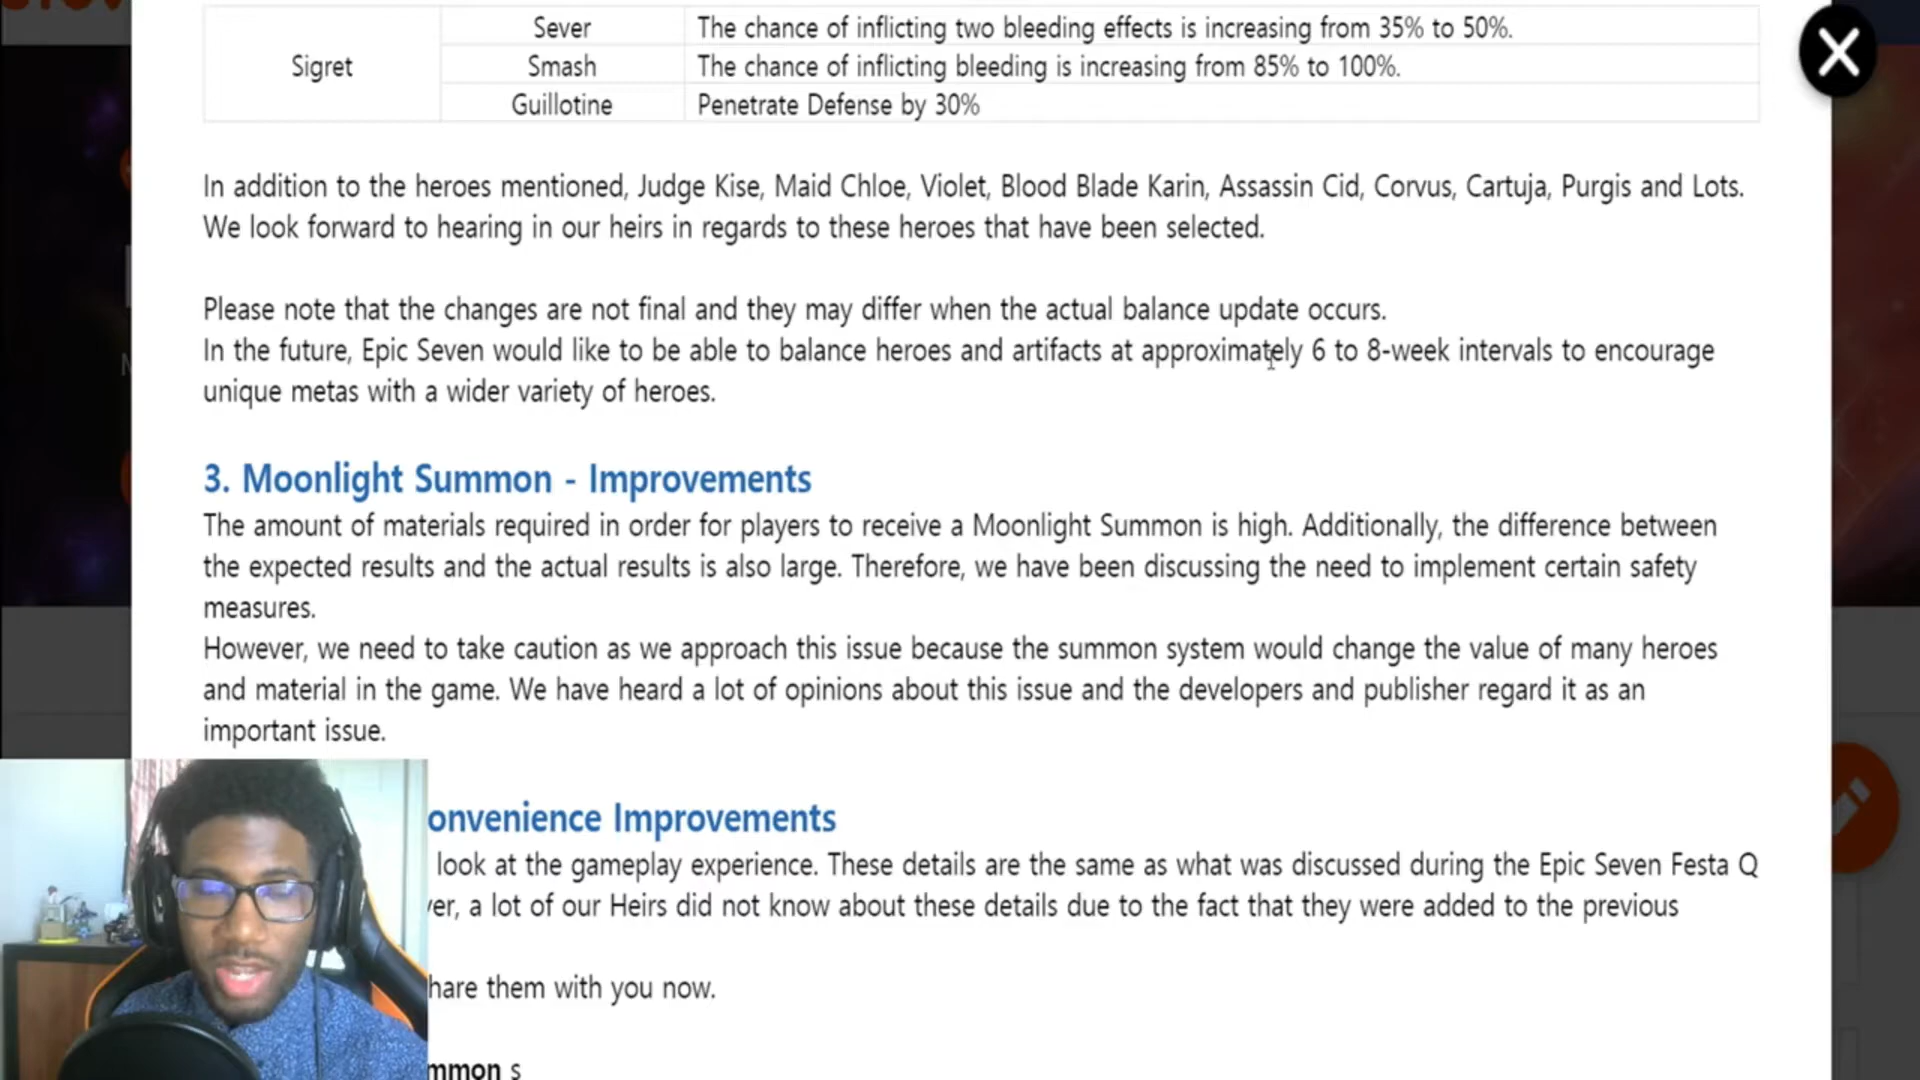 Sever The chance of inflicting two bleeding effects is increasing from 35% to 50%.
Sigret Smash The chance of inflicting bleeding is increasing from 85% to 100%.
Guillotine Penetrate Defense by 30%
In addition to the heroes mentioned, Judge Kise, Maid Chloe, Violet, Blood Blade Karin, Assassin Cid, Corvus, Cartuja, Purgis and Lots.
We look forward to hearing in our heirs in regards to these heroes that have been selected.
Please note that the changes are not final and they may differ when the actual balance update occurs.
In the future, Epic Seven would like to be able to balance heroes and artifacts at approximately 6 to 8-week intervals to encourage
unique metas with a wider variety of heroes.
3. Moonlight Summon - Improvements
The amount of materials required in order for players to receive a Moonlight Summon is high. Additionally, the difference between
the expected results and the actual results is also large. Therefore, we have been discussing the need to implement certain safety
measures.
However, we need to take caution as we approach this issue because the summon system would change the value of many heroes
and material in the game. We have heard a lot of opinions about this issue and the developers and publisher regard it as an
important issue.
onvenience Improvements
look at the gameplay experience. These details are the same as what was discussed during the Epic Seven Festa Q
er, a lot of our Heirs did not know about these details due to the fact that they were added to the previous
hare them with you now.
mmon s